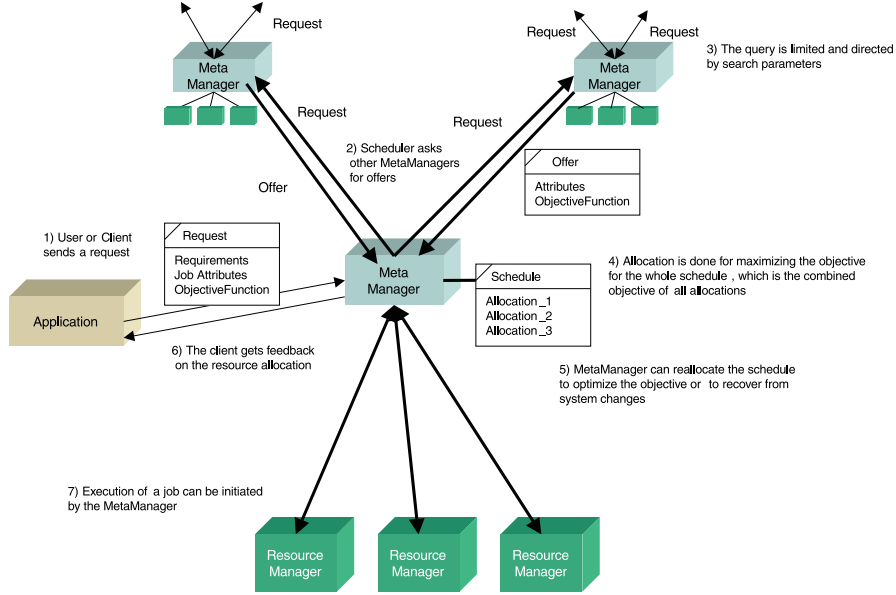 Request
Request
Request
Meta
Manager
Meta
Manager
3) The query is limited and directed
by search parameters
Request
Request
2) Scheduler asks
other MetaManagers
for offers
Offer
Offer
Attributes
ObjectiveFunction
1) User or Client
sends a request
Request
Requirements
Job Attributes
ObjectiveFunction
Meta
Manager
Schedule
Allocation_1
Allocation_2
Allocation_3
4) Allocation is done for maximizing the objective
for the whole schedule , which is the combined
objective of all allocations
Application
6) The client gets feedback
on the resource allocation
5) MetaManager can reallocate the schedule
to optimize the objective or to recover from
system changes
7) Execution of a job can be initiated
by the MetaManager
Resource
Manager
Resource
Manager
Resource
Manager